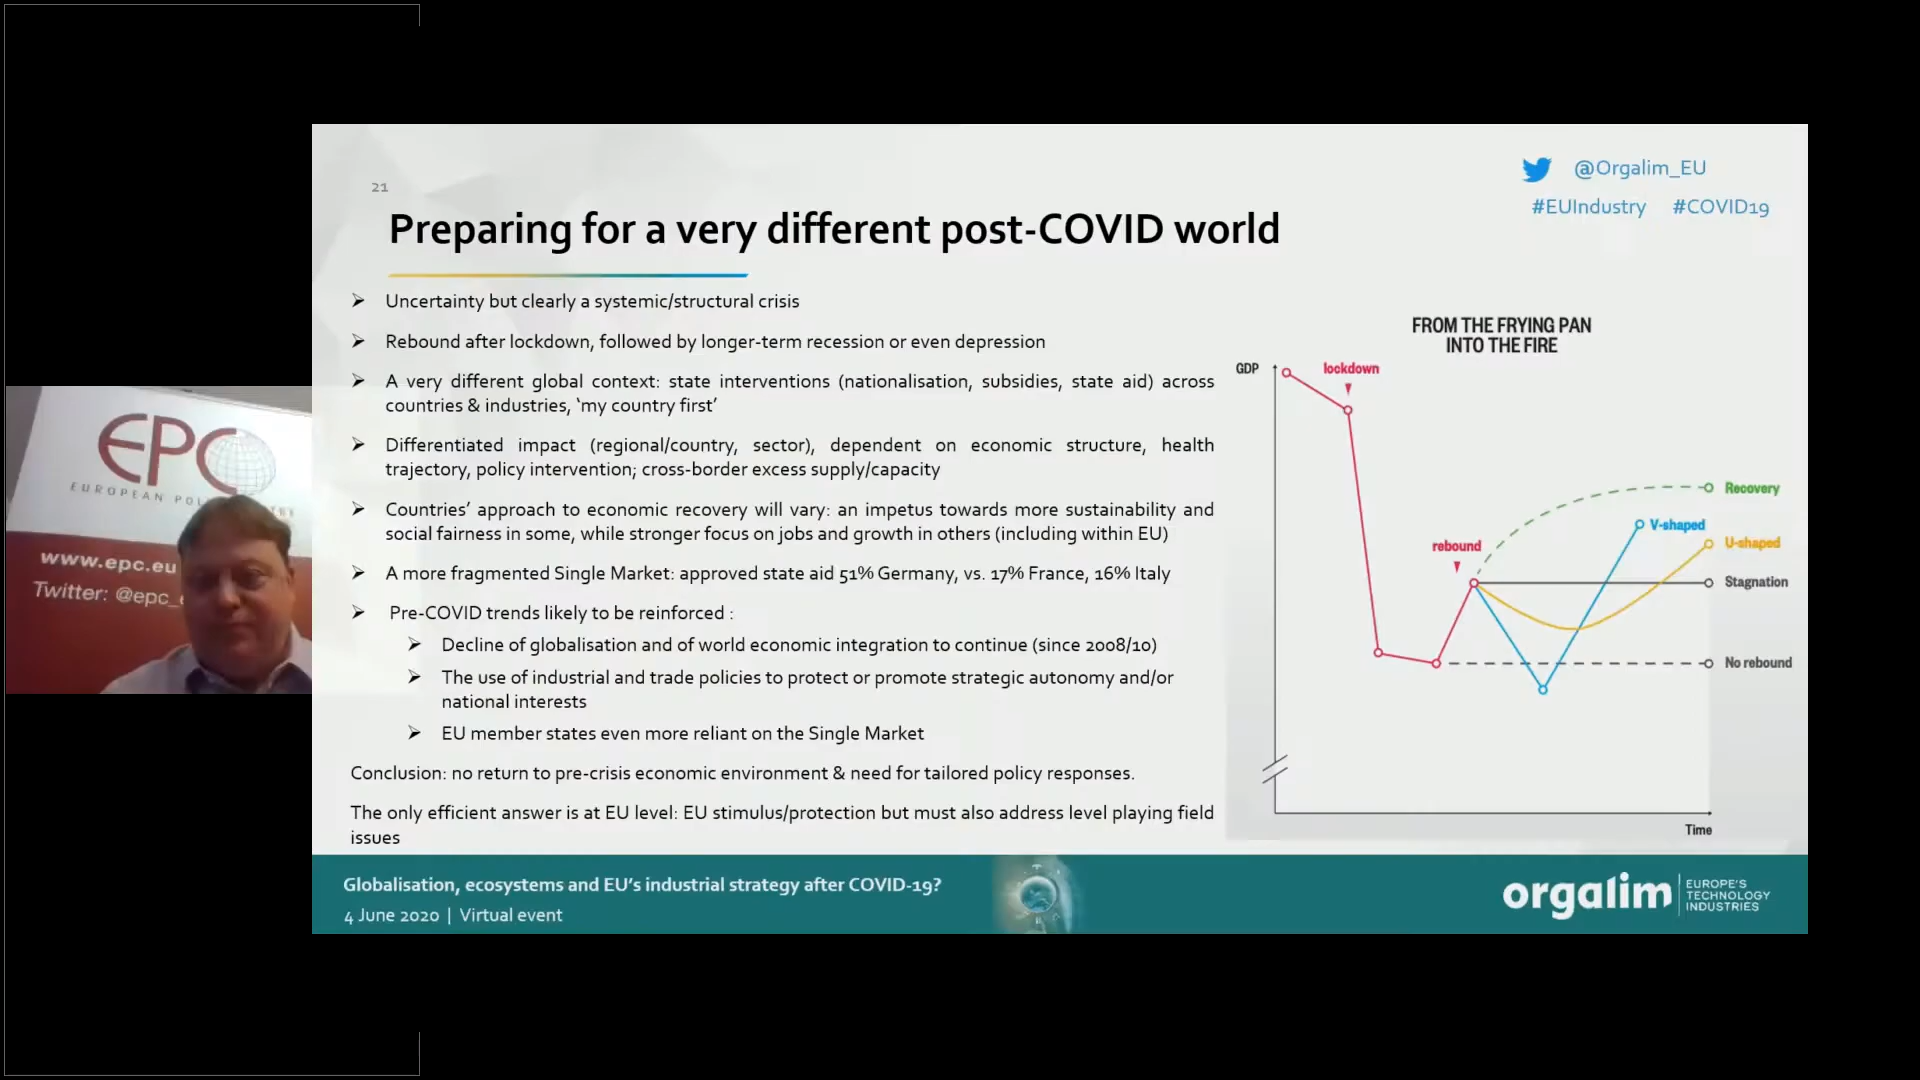 @Orgalim_EU
#EUIndustry #COVID19
21
Preparing for a very different post-COVID world
Uncertainty but clearly a systemic/structural crisis
Rebound after lockdown, followed by longer-term recession or even depression
A very different global context: state interventions (nationalisation, subsidies, state aid) across
countries & industries, ‘my country first’
Differentiated impact (regional/country, sector), dependent on economic structure, health
trajectory, policy intervention; cross-border excess supply/capacity
Countries’ approach to economic recovery will vary: an impetus towards more sustainability and
social fairness in some, while stronger focus on jobs and growth in others (including within EU)
A more fragmented Single Market: approved state aid 51% Germany, vs. 17% France, 16% Italy
Pre-COVID trends likely to be reinforced :
Decline of globalisation and of world economic integration to continue (since 2008/10)
The use of industrial and trade policies to protect or promote strategic autonomy and/or
national interests
EU member states even more reliant on the Single Market
Conclusion: no return to pre-crisis economic environment & need for tailored policy responses.
The only efficient answer is at EU level: EU stimulus/protection but must also address level playing field
issues
FROM THE FRYING PAN
INTO THE FIRE
GDP
lockdown
rebound
Recovery
V-shaped
U-shaped
Stagnation
No rebound
Time
EPC
EUROPEAN
www.epc.eu
Twitter: @epc_
Globalisation, ecosystems and EU’s industrial strategy after COVID-19?
4 June 2020 | Virtual event
orgalim
EUROPE'S
TECHNOLOGY
INDUSTRIES